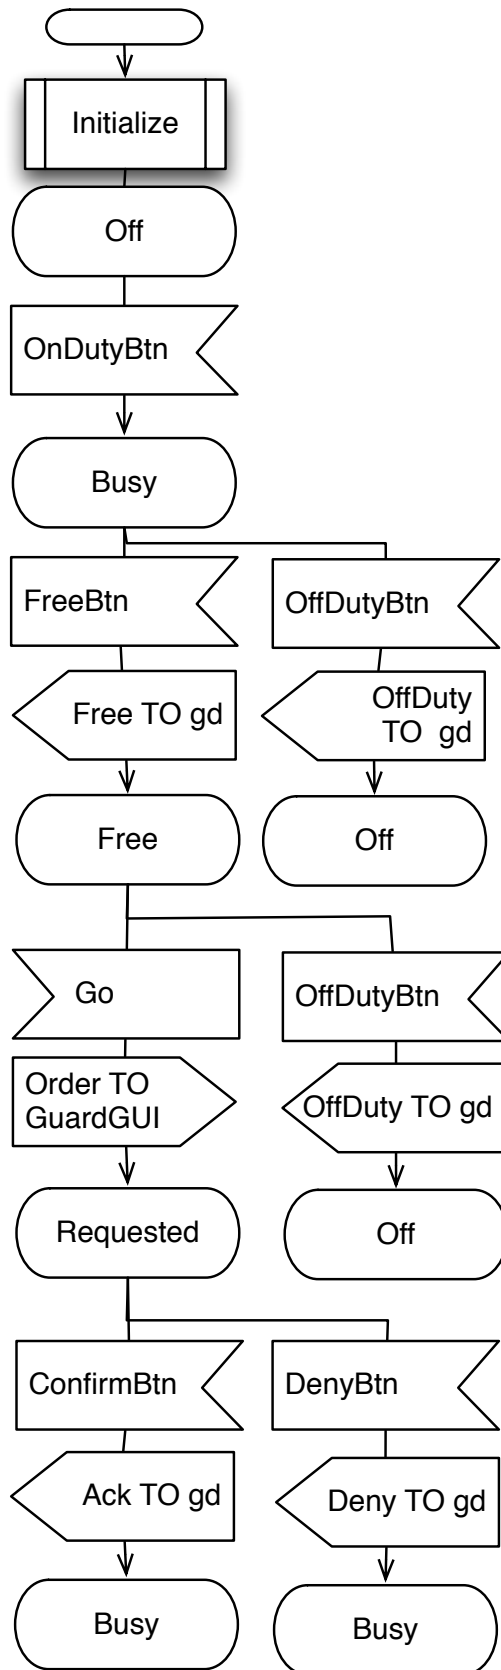 Initialize
Off
OnDutyBtn
Busy
FreeBtn
OffDutyBtn
Free TO gd
OffDuty
TO gd
Free
Off
Go
OffDutyBtn
Order TO
GuardGUI
OffDuty TO gd
Requested
Off
ConfirmBtn
DenyBtn
Ack TO gd
Deny TO gd
Busy
Busy